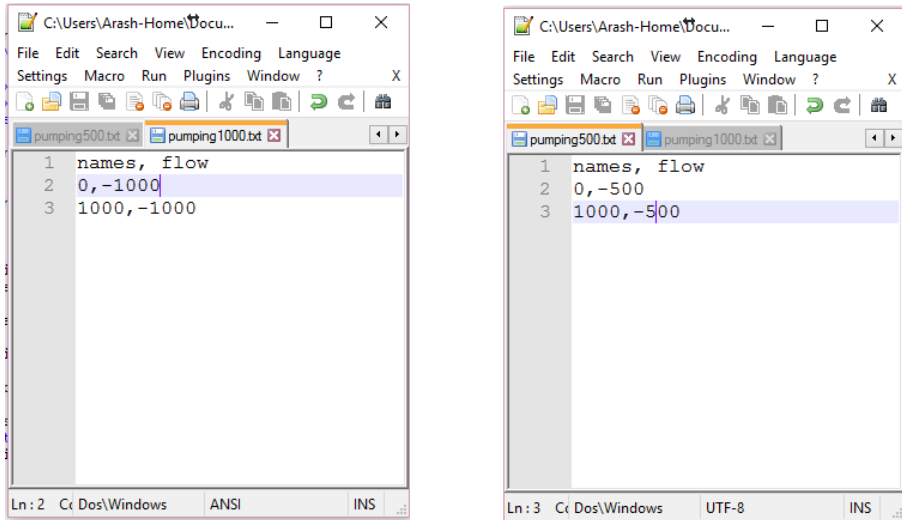 C:\Users\Arash-Home\Docu...
File Edit Search View Encoding Language
Settings Macro Run Plugins Window ? X
pumping500.txt pumping1000.txt
1 names, flow
2 0,-1000
3 1000,-1000
Ln:2 Dos\Windows ANSI INS
C:\Users\Arash-Home\Docu...
File Edit Search View Encoding Language
Settings Macro Run Plugins Window ? X
pumping500.txt pumping1000.txt
1 names, flow
2 0,-500
3 1000,-500
Ln:3 Dos\Windows UTF-8 INS